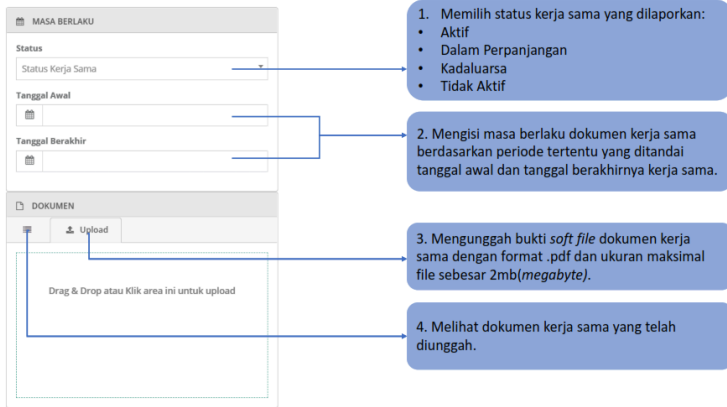 MASA BERLAKU
Status
Status Kerja Sama
Tanggal Awal
Tanggal Berakhir
DOKUMEN
Upload
Drag & Drop atau Klik area ini untuk upload
1. Memilih status kerja sama yang dilaporkan:
• Aktif
• Dalam Perpanjangan
• Kadaluarsa
• Tidak Aktif
2. Mengisi masa berlaku dokumen kerja sama
berdasarkan periode tertentu yang ditandai
tanggal awal dan tanggal berakhirnya kerja sama.
3. Mengunggah bukti soft file dokumen kerja
sama dengan format .pdf dan ukuran maksimal
file sebesar 2mb(megabyte).
4. Melihat dokumen kerja sama yang telah
diunggah.